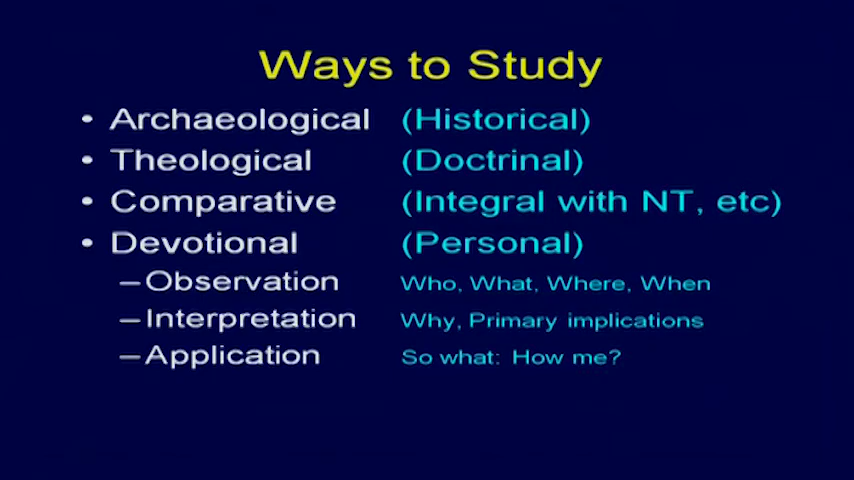 Ways to Study
• Archaeological (Historical)
• Theological (Doctrinal)
• Comparative (Integral with NT, etc)
• Devotional (Personal)
–Observation Who, What, Where, When
–Interpretation Why, Primary implications
–Application So what: How me?